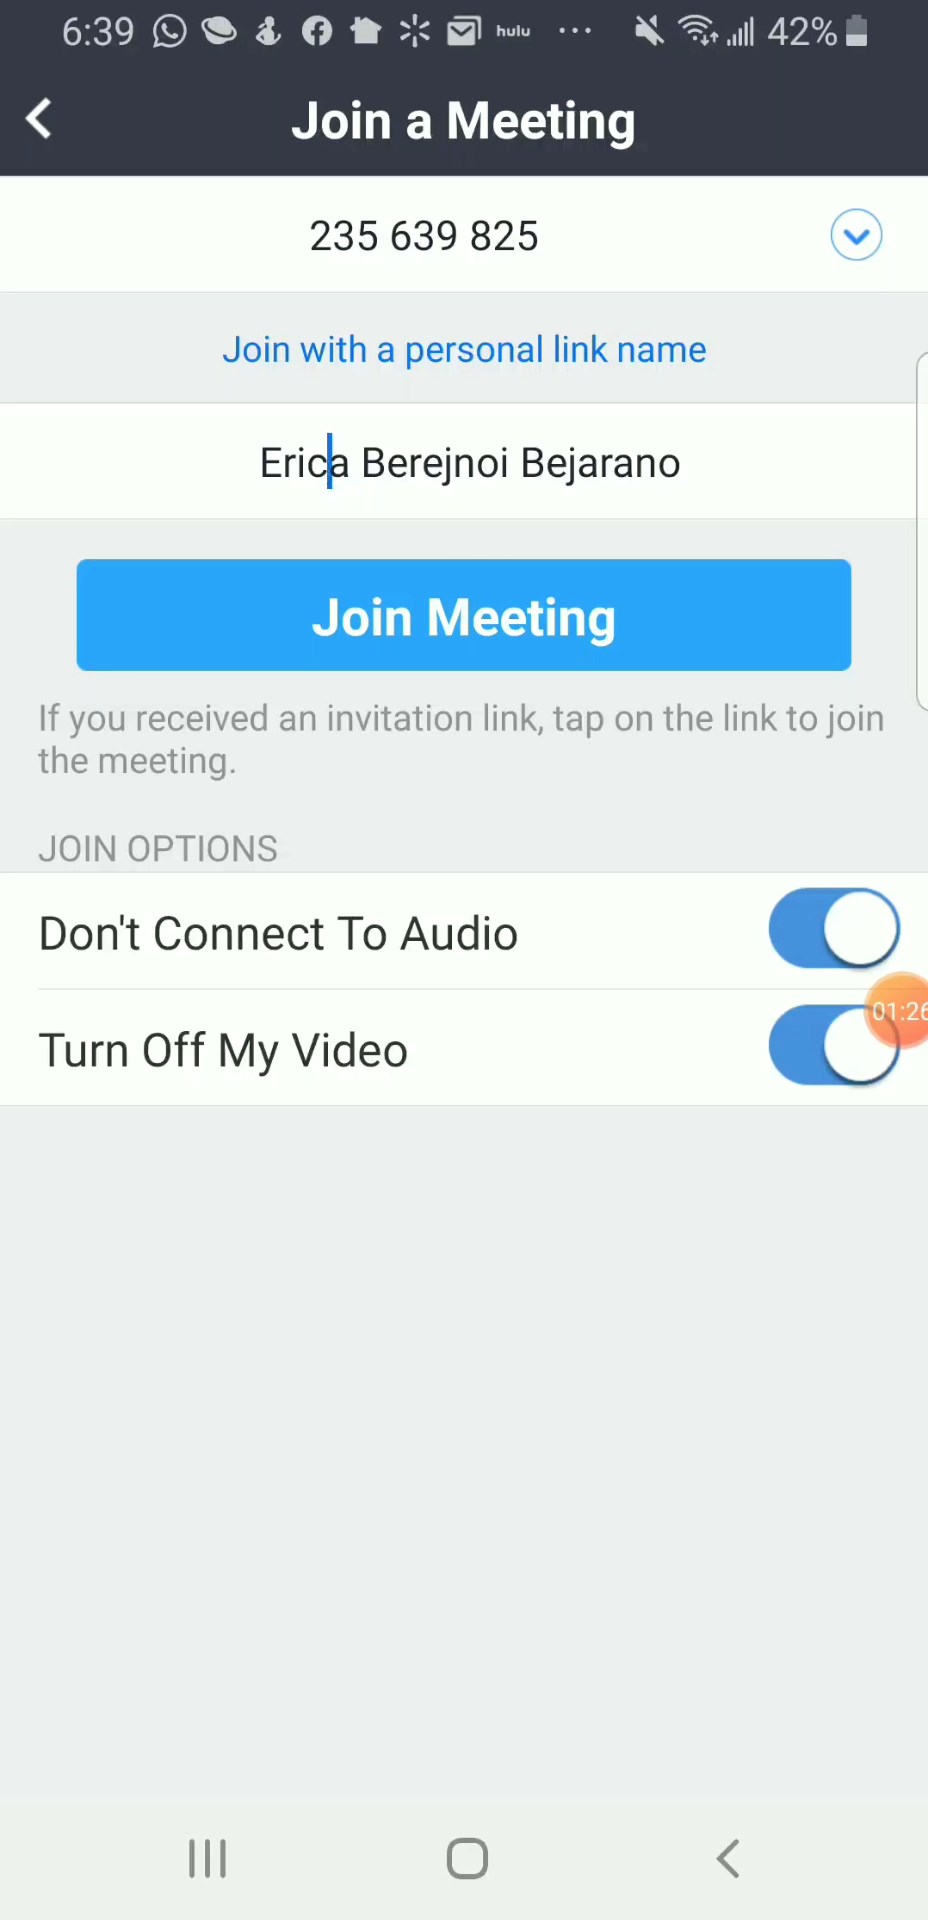 6:39 hulu ... 42%
Join a Meeting
235 639 825
Join with a personal link name
Erica Berejnoi Bejarano
Join Meeting
If you received an invitation link, tap on the link to join
the meeting.
JOIN OPTIONS
Don't Connect To Audio
01:26
Turn Off My Video